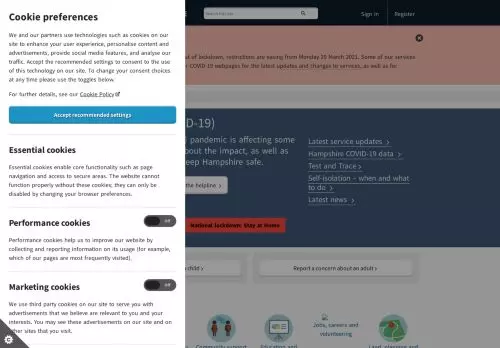 Cookie preferences
We and our partners use technologies such as cookies on our
site to enhance your user experience, personalise content and
advertisements, provide social media features, and analyse our
traffic. Accept the recommended settings to consent to the use
of this technology on our site. To change your consent choices
at any time please use the toggles below.
For further details, see our Cookie Policy
Accept recommended settings
Essential cookies
Essential cookies enable core functionality such as page
navigation and access to secure areas. The website cannot
function properly without these cookies; they can only be
disabled by changing your browser preferences.
Performance cookies
Off
Performance cookies help us to improve our website by
collecting and reporting information on its usage (for example,
which of our pages are most frequently visited).
Marketing cookies
Off
We use third party cookies on our site to serve you with
advertisements that we believe are relevant to you and your
interests. You may see these advertisements on our site and on
other sites that you visit.
Sign in
Register
of lockdown, restrictions are easing from Monday 29 March 2021. Some of our services
COVID-19 webpages for the latest updates and changes to services, as well as for
D-19)
pandemic is affecting some
about the impact, as well as
eep Hampshire safe.
the helpline
National lockdown: Stay at Home
Latest service updates
Hampshire COVID-19 data
Test and Trace
Self-isolation – when and what
to do
Latest news
child
Report a concern about an adult
Jobs, careers and
volunteering
Community support
Education and
Land, planning and